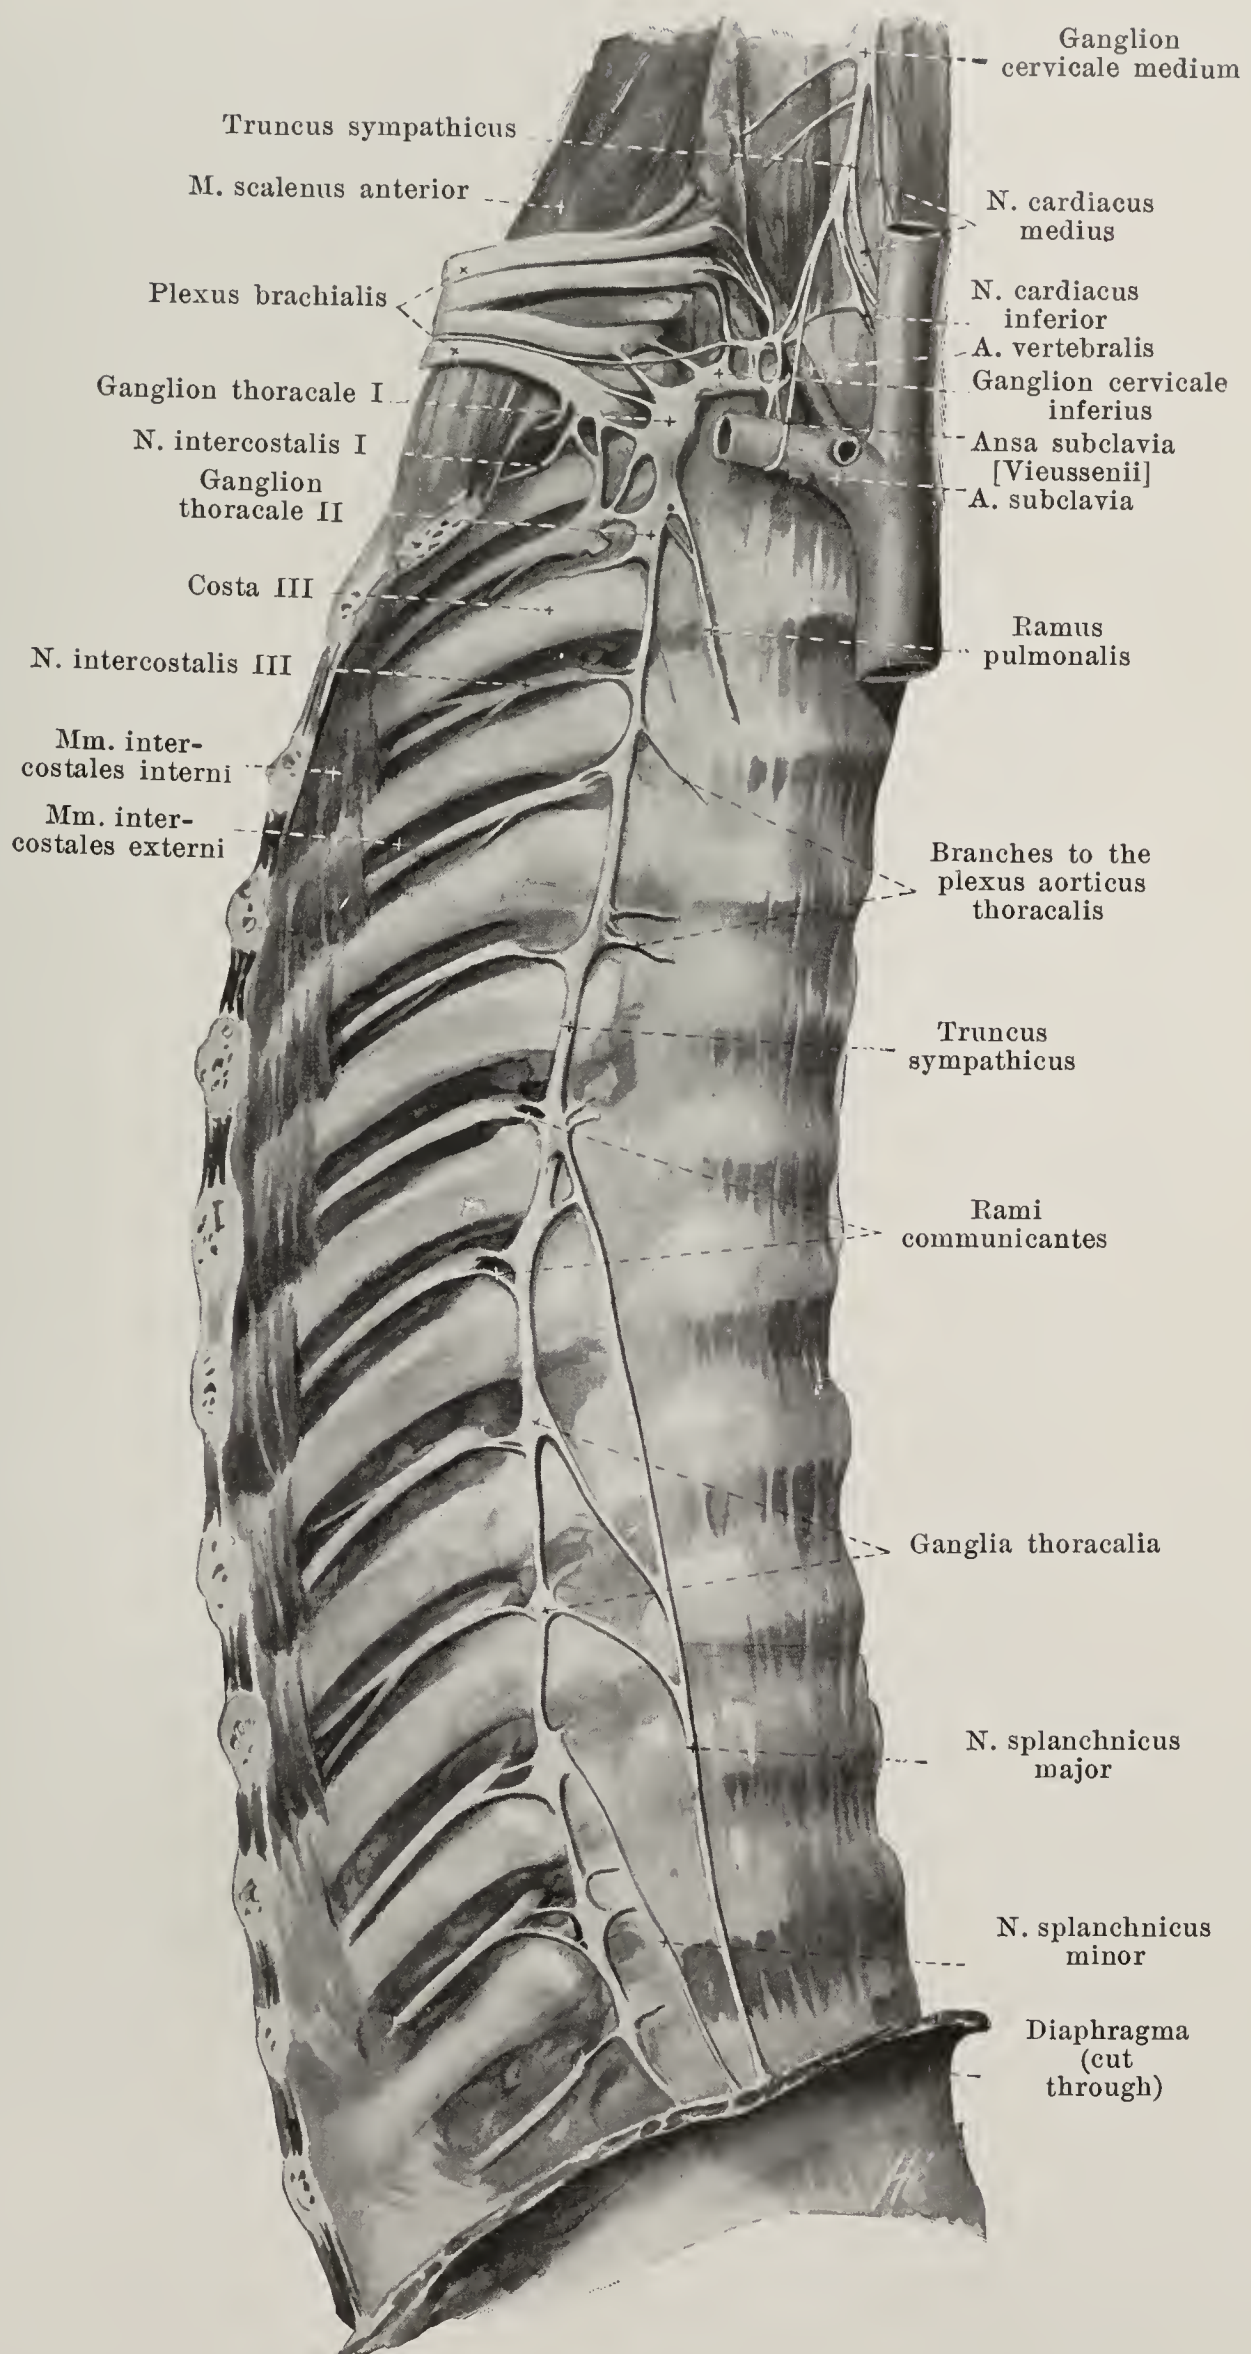 Ganglion
cervicale medium
Truncus sympathicus
M. scalenus anterior
N. cardiacus
medius
Plexus brachialis
N. cardiacus
inferior
A. vertebralis
Ganglion thoracale I
Ganglion cervicale
inferius
N. intercostalis I
Ansa subclavia
[Vieussenii]
Ganglion
thoracale II
A. subclavia
Costa III
Ramus
pulmonalis
N. intercostalis III
Mm. inter-
costales interni
Mm. inter-
costales externi
Branches to the
plexus aorticus
thoracalis
Truncus
sympathicus
Rami
communicantes
Ganglia thoracalia
N. splanchnicus
major
N. splanchnicus
minor
Diaphragma
(cut
through)